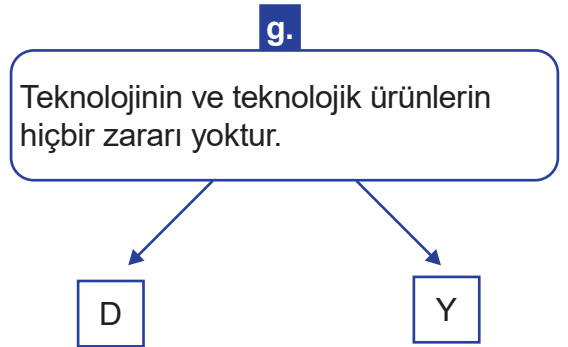 g.
Teknolojinin ve teknolojik ürünlerin
hiçbir zararı yoktur.
D
Y